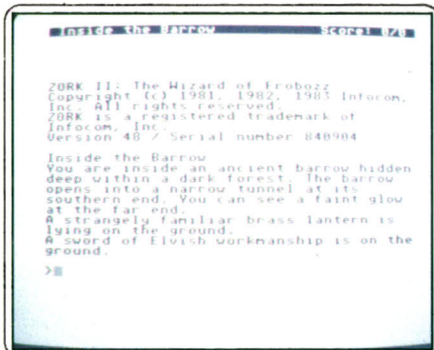 Inside the Barrow Score: 0/0
ZORK II: The Wizard of Frobozz
Copyright (c) 1981, 1982, 1983 Infocom,
Inc. All rights reserved.
ZORK is a registered trademark of
Infocom, Inc.
Version 48 / Serial number 840904
Inside the Barrow
You are inside an ancient barrow hidden
deep within a dark forest. The barrow
opens into a narrow tunnel at its
southern end. You can see a faint glow
at the far end.
A strangely familiar brass lantern is
lying on the ground.
A sword of Elvish workmanship is on the
ground.
>